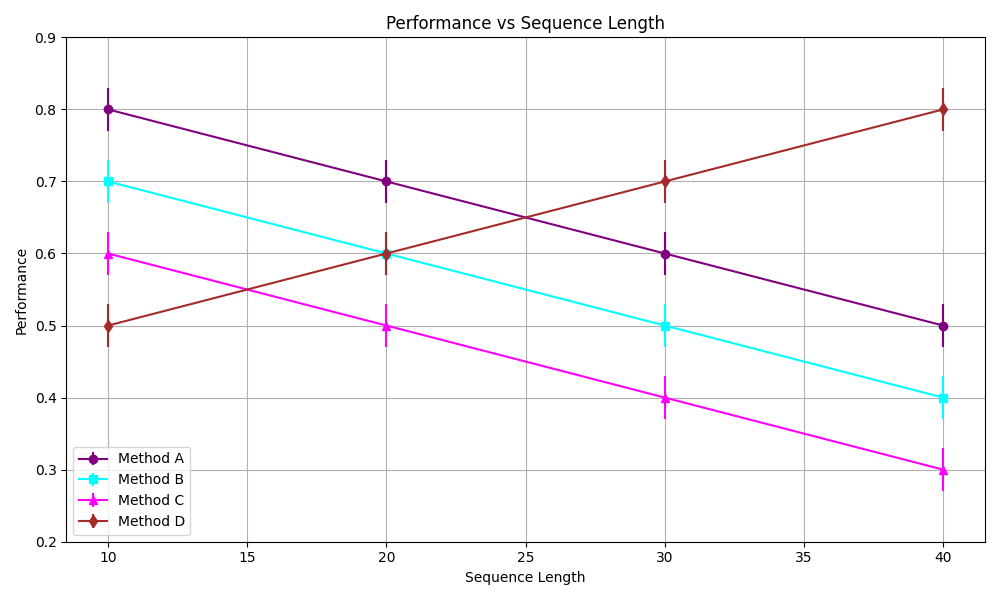 Performance vs Sequence Length
0.9
0.8
0.7
0.6
0.5
0.4
0.3
0.2
Performance
Method A
Method B
Method C
Method D
10 15 20 25 30 35 40
Sequence Length